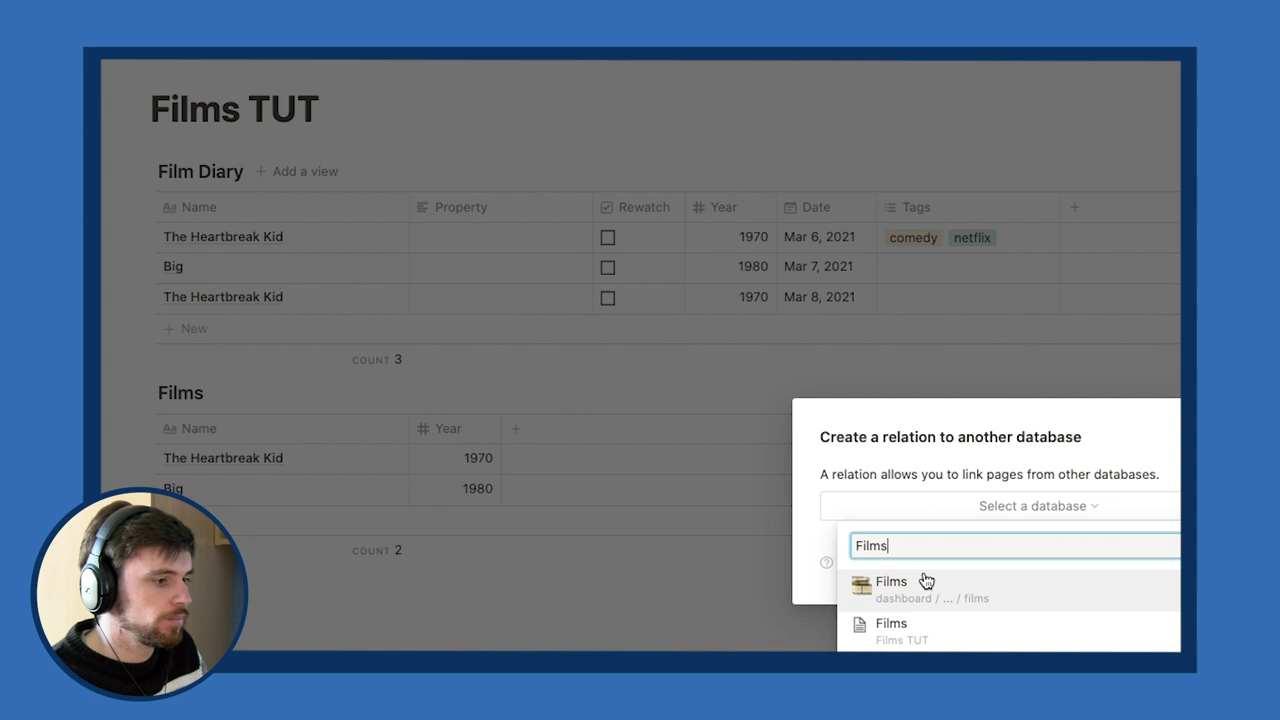 Films TUT
Film Diary + Add a view
Aa Name Property Rewatch # Year Date Tags +
The Heartbreak Kid 1970 Mar 6, 2021 comedy netflix
Big 1980 Mar 7, 2021
The Heartbreak Kid 1970 Mar 8, 2021
+ New
COUNT 3
Films
Aa Name # Year +
The Heartbreak Kid 1970
Big 1980
COUNT 2
Create a relation to another database
A relation allows you to link pages from other databases.
Select a database
Films
Films
dashboard / ... / films
Films
Films TUT